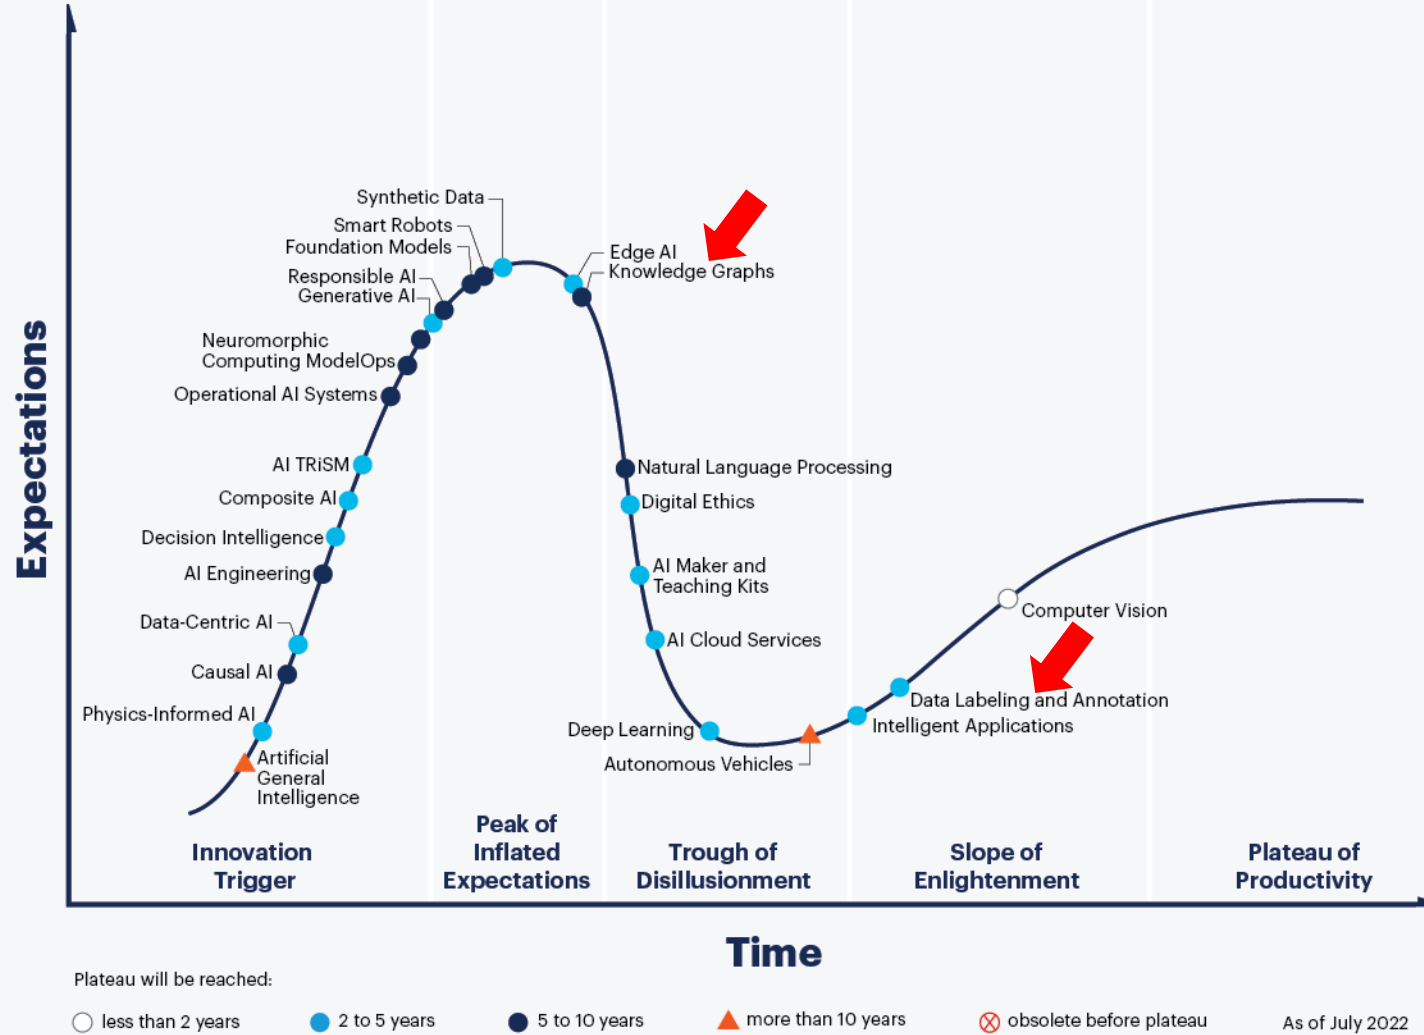 Expectations
Synthetic Data
Smart Robots
Foundation Models
Responsible AI
Generative AI
Neuromorphic
Computing ModelOps
Operational AI Systems
AI TRiSM
Composite AI
Decision Intelligence
AI Engineering
Data-Centric AI
Causal AI
Physics-Informed AI
Artificial
General
Intelligence
Edge AI
Knowledge Graphs
Natural Language Processing
Digital Ethics
AI Maker and
Teaching Kits
AI Cloud Services
Deep Learning
Autonomous Vehicles
Computer Vision
Data Labeling and Annotation
Intelligent Applications
Innovation
Trigger
Peak of
Inflated
Expectations
Trough of
Disillusionment
Slope of
Enlightenment
Plateau of
Productivity
Time
Plateau will be reached:
less than 2 years
2 to 5 years
5 to 10 years
more than 10 years
obsolete before plateau
As of July 2022